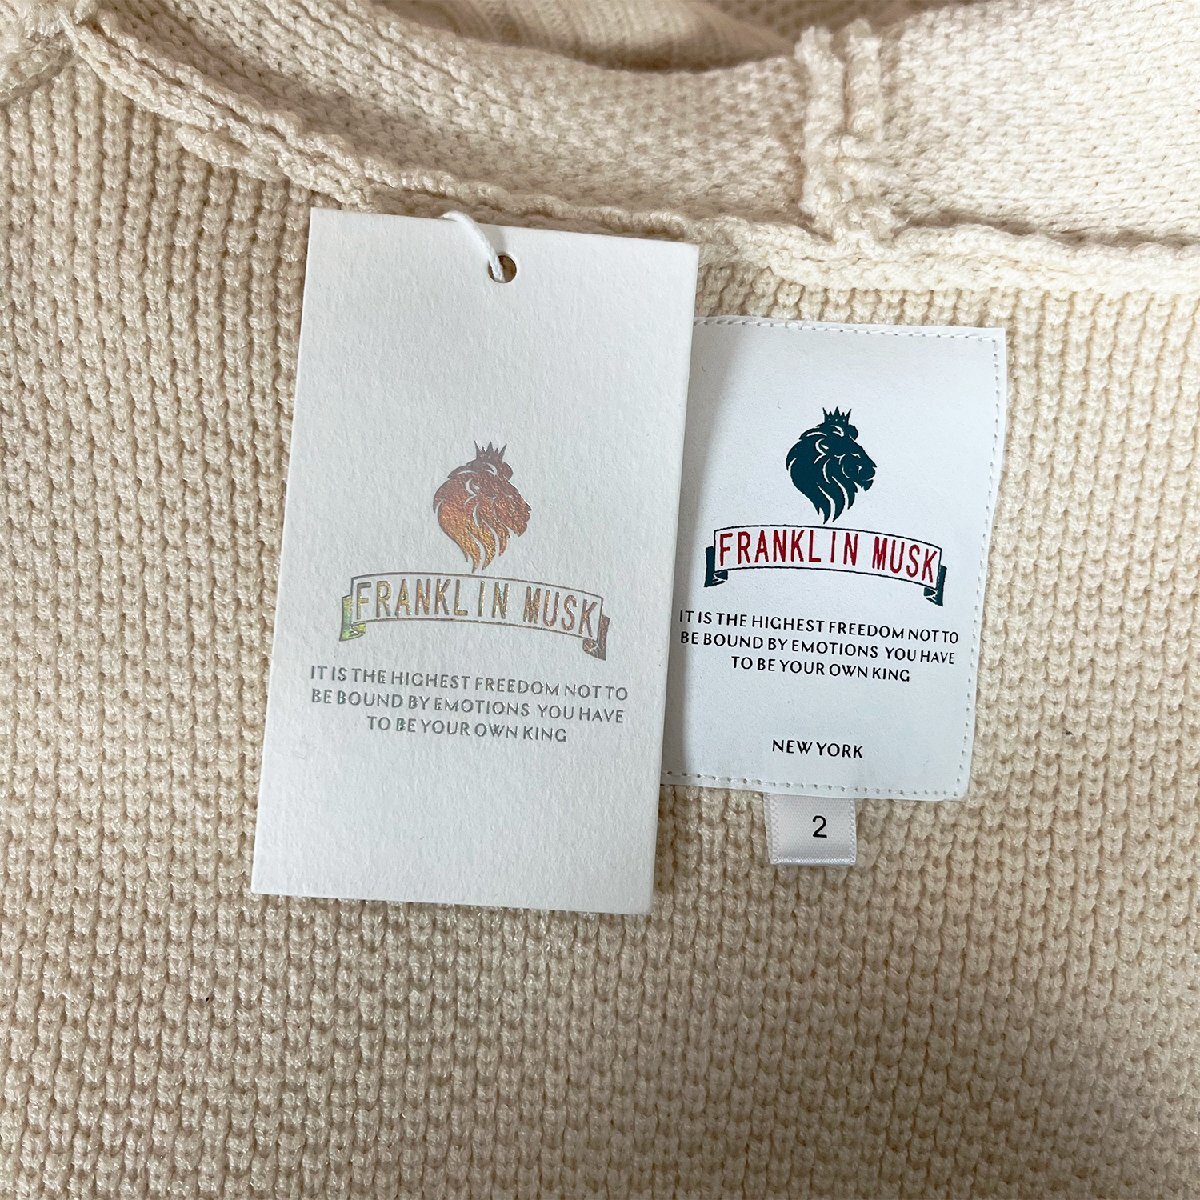 FRANKLIN MUSK
IT IS THE HIGHEST FREEDOM NOT TO
BE BOUND BY EMOTIONS YOU HAVE
TO BE YOUR OWN KING
FRANKLIN MUSK
IT IS THE HIGHEST FREEDOM NOT TO
BE BOUND BY EMOTIONS YOU HAVE
TO BE YOUR OWN KING
NEW YORK
2